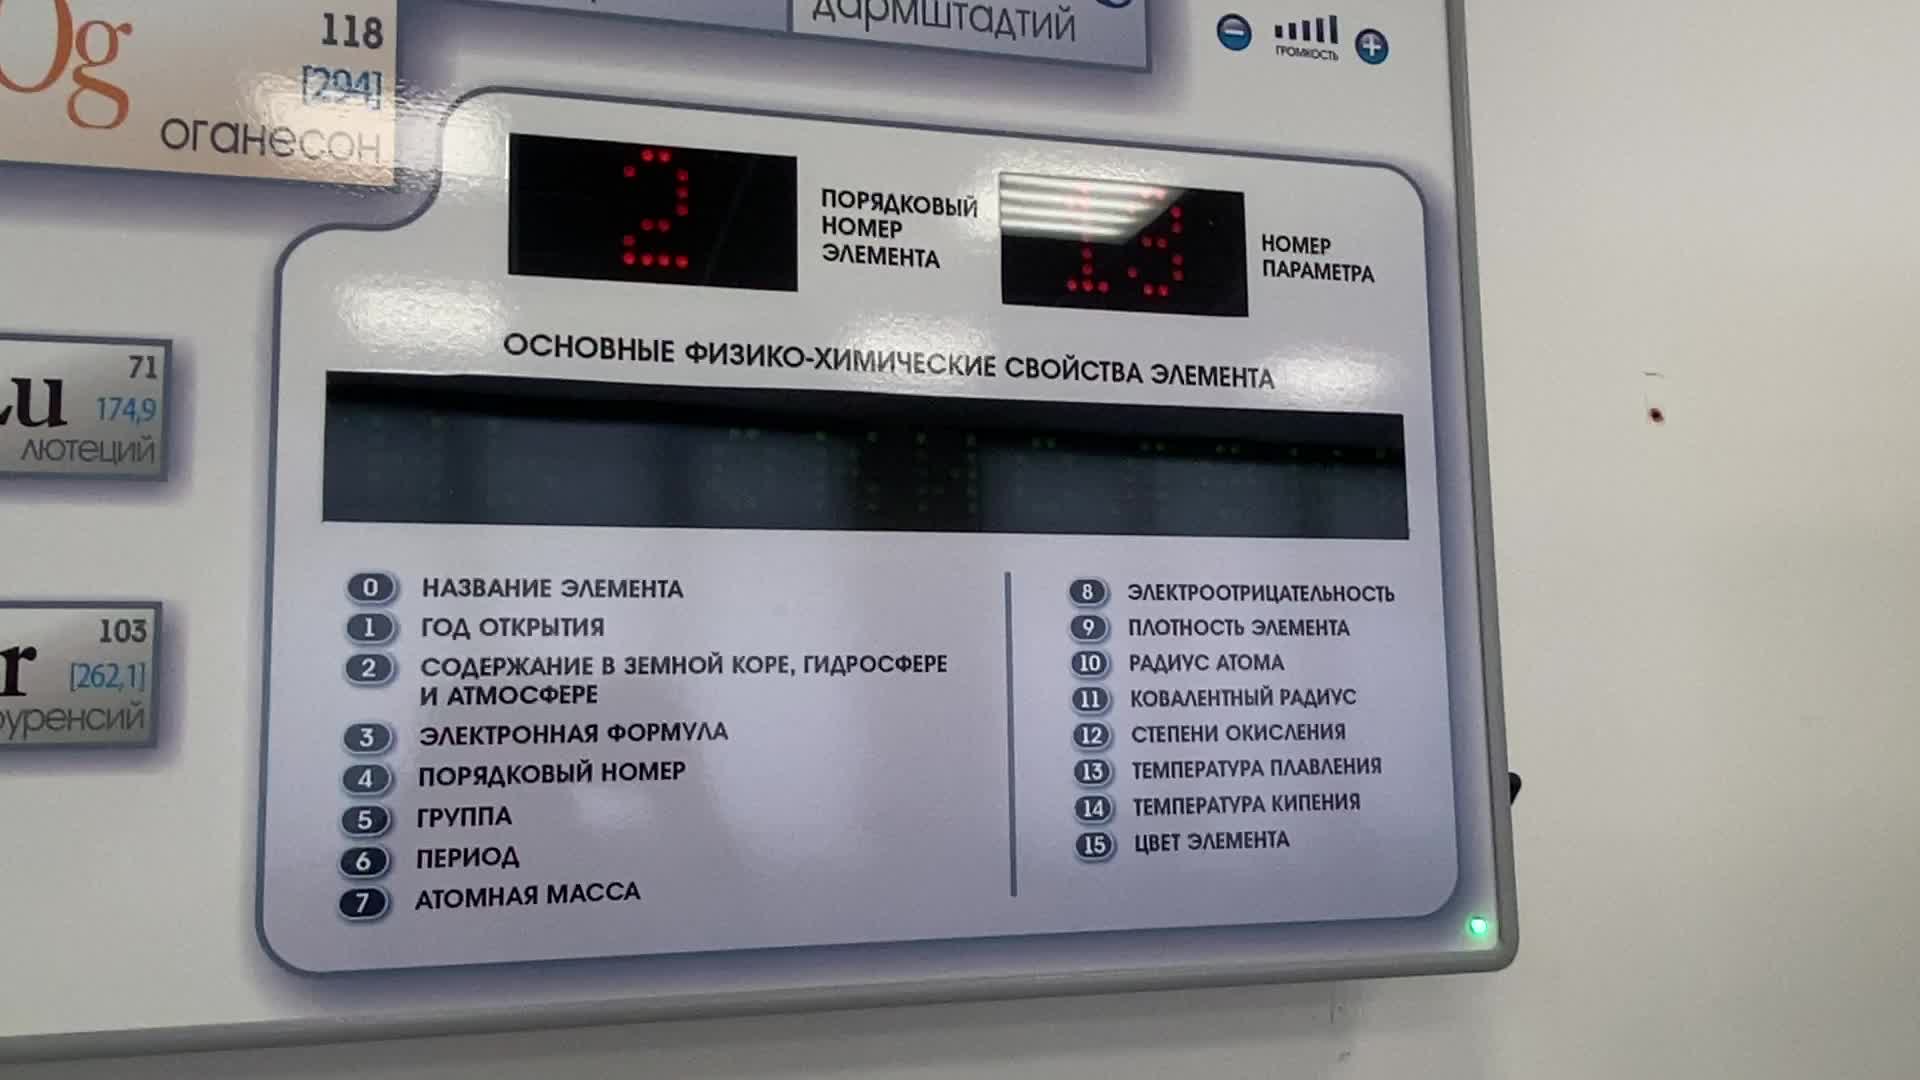 Og
118
[294]
оганесон
дармштадтий
ГРОМКОСТЬ
2
ПОРЯДКОВЫЙ
НОМЕР
ЭЛЕМЕНТА
13
НОМЕР
ПАРАМЕТРА
ОСНОВНЫЕ ФИЗИКО-ХИМИЧЕСКИЕ СВОЙСТВА ЭЛЕМЕНТА
71
Lu
174,9
лютеций
103
[262,1]
0 НАЗВАНИЕ ЭЛЕМЕНТА
1 ГОД ОТКРЫТИЯ
2 СОДЕРЖАНИЕ В ЗЕМНОЙ КОРЕ, ГИДРОСФЕРЕ
И АТМОСФЕРЕ
3 ЭЛЕКТРОННАЯ ФОРМУЛА
4 ПОРЯДКОВЫЙ НОМЕР
5 ГРУППА
6 ПЕРИОД
7 АТОМНАЯ МАССА
8 ЭЛЕКТРООТРИЦАТЕЛЬНОСТЬ
9 ПЛОТНОСТЬ ЭЛЕМЕНТА
10 РАДИУС АТОМА
11 КОВАЛЕНТНЫЙ РАДИУС
12 СТЕПЕНИ ОКИСЛЕНИЯ
13 ТЕМПЕРАТУРА ПЛАВЛЕНИЯ
14 ТЕМПЕРАТУРА КИПЕНИЯ
15 ЦВЕТ ЭЛЕМЕНТА